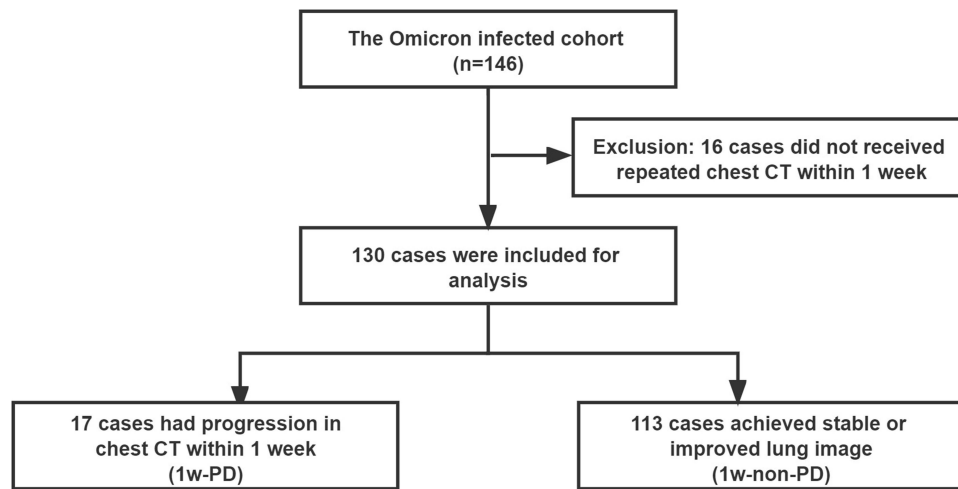 The Omicron infected cohort
(n=146)
Exclusion: 16 cases did not received
repeated chest CT within 1 week
130 cases were included for
analysis
17 cases had progression in
chest CT within 1 week
(1w-PD)
113 cases achieved stable or
improved lung image
(1w-non-PD)